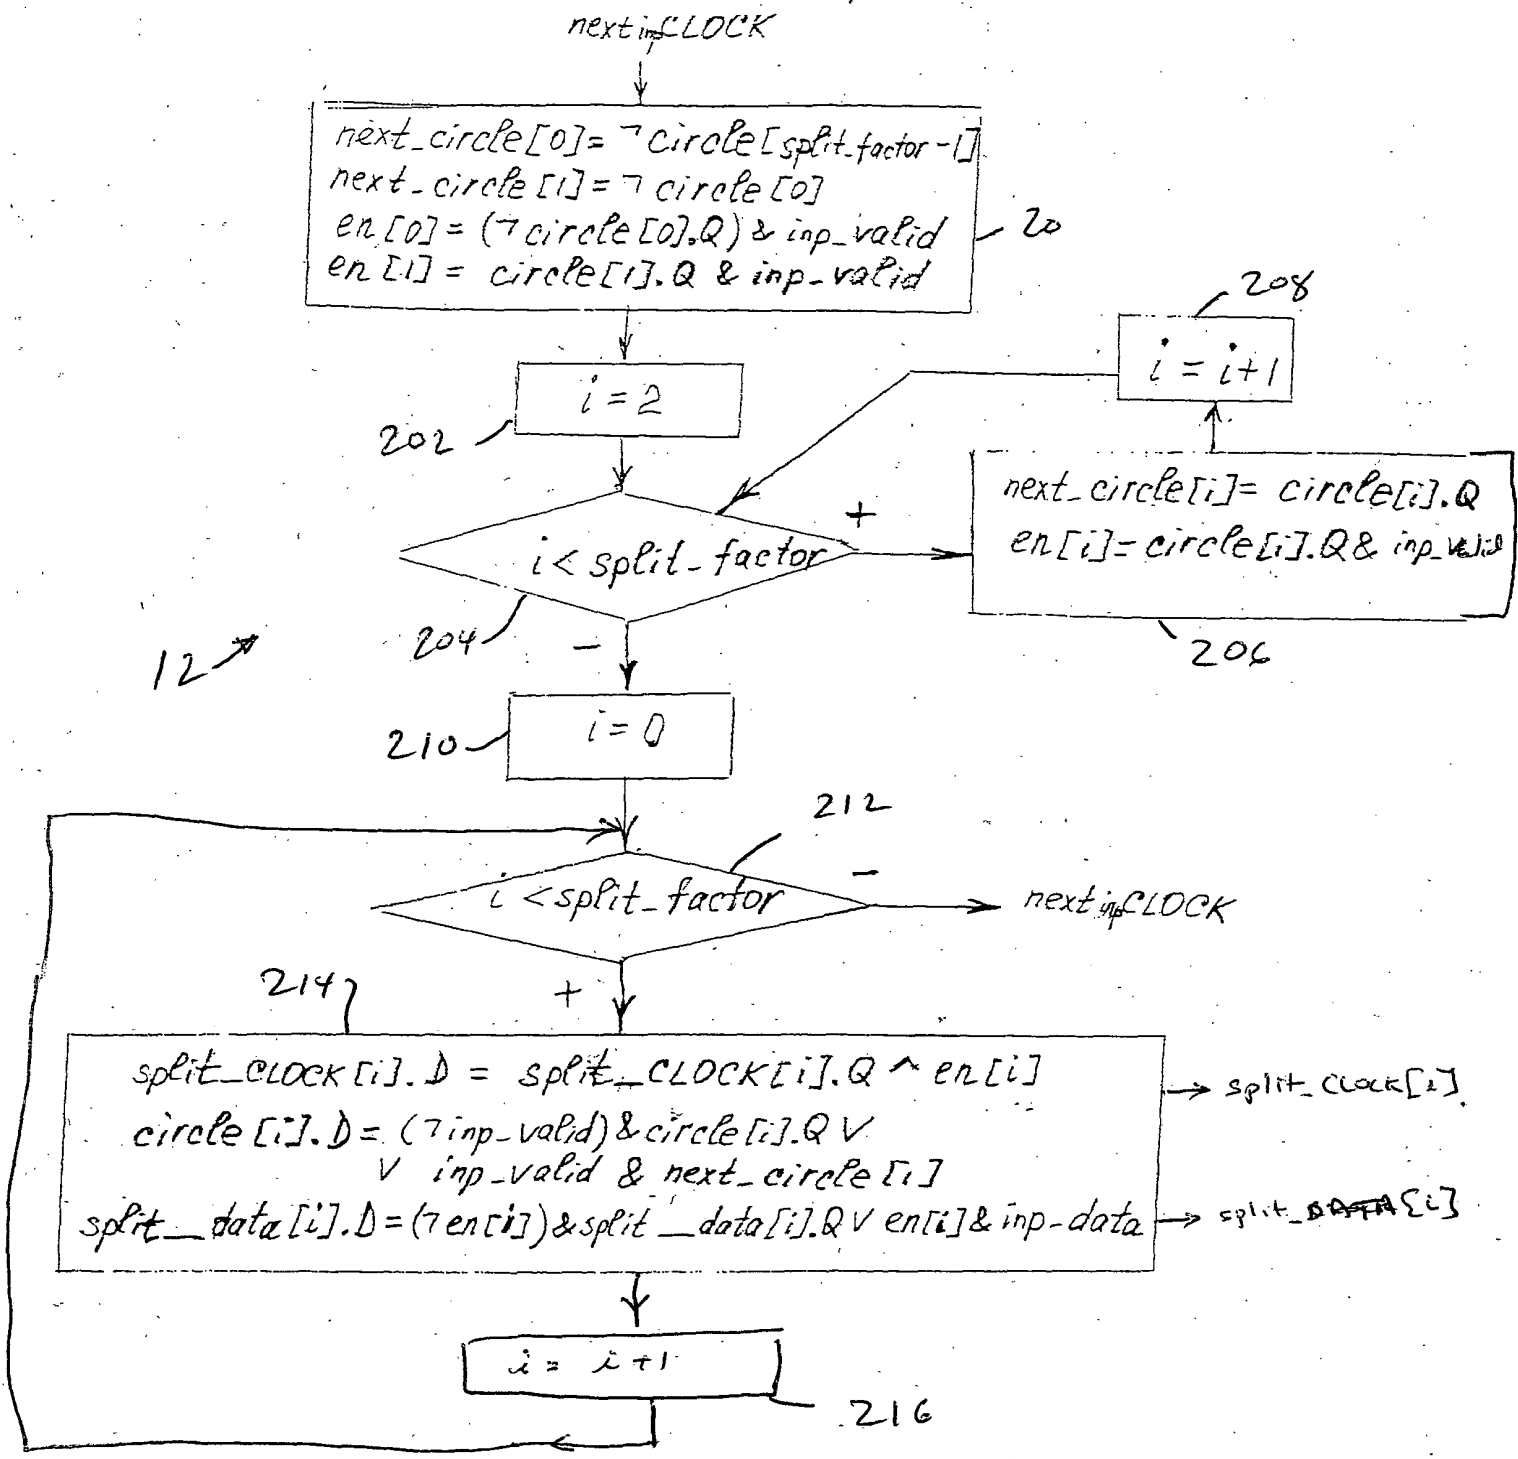 next inp CLOCK
next_circle[0]= ¬ circle[split_factor-1]
next_circle[1]=¬ circle[0]
en[0]=(¬circle[0].Q) & inp_valid
en[1]= circle[1].Q & inp_valid
20
208
i = i+1
i = 2
202
next_circle[i]= circle[i].Q
en[i]=circle[i].Q & inp_valid
+
i < split_factor
204
-
206
12
i = 0
210
212
i < split_factor
-
next inp CLOCK
214
+
split_CLOCK[i].D = split_CLOCK[i].Q ^ en[i]
split_CLOCK[i]
circle[i].D = (¬inp_valid)&circle[i].Q V
V inp_valid & next_circle[i]
split_data[i].D=(¬en[i])&split_data[i].Q V en[i]&inp-data
split_DATA[i]
i = i+1
216